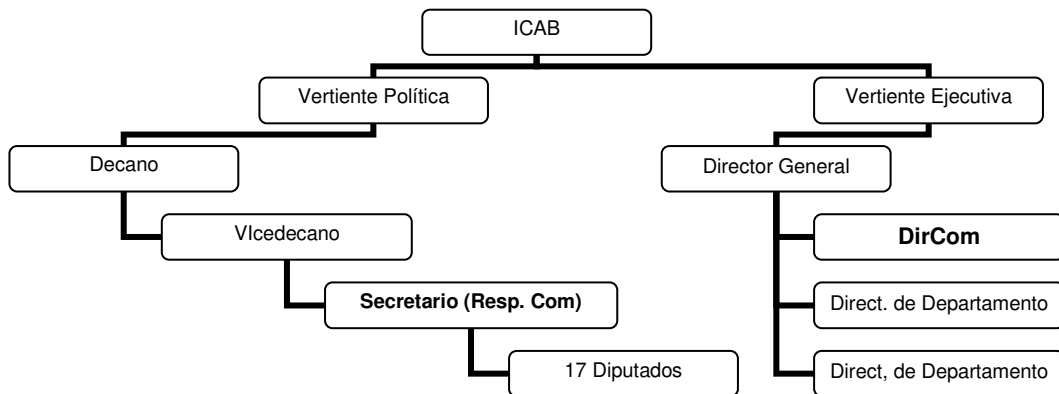 ICAB
Vertiente Política
Vertiente Ejecutiva
Decano
Director General
VIcedecano
DirCom
Secretario (Resp. Com)
Direct. de Departamento
17 Diputados
Direct, de Departamento